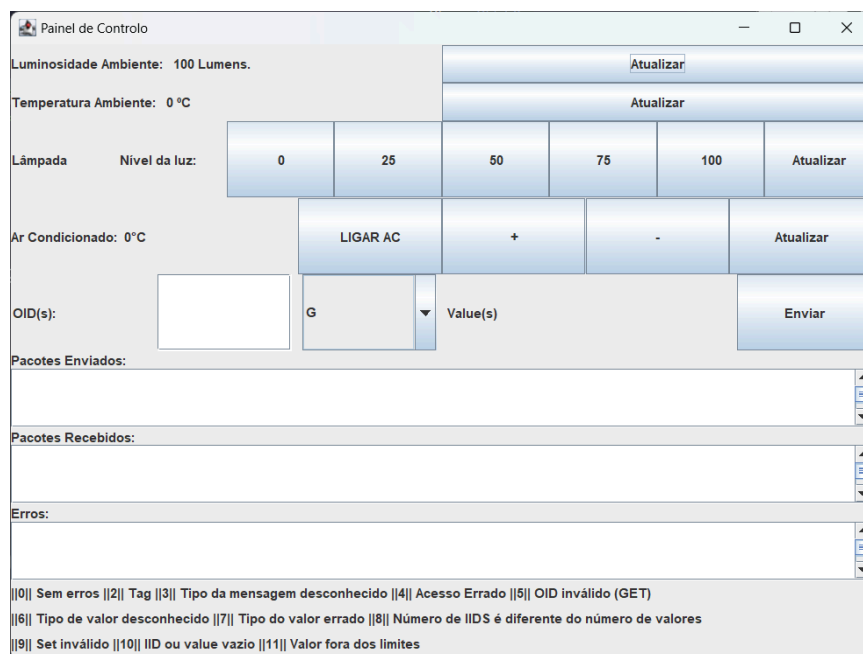 Painel de Controlo
Luminosidade Ambiente: 100 Lumens. Atualizar
Temperatura Ambiente: 0 ºC Atualizar
Lâmpada Nível da luz: 0 25 50 75 100 Atualizar
Ar Condicionado: 0°C LIGAR AC + - Atualizar
OID(s): G Value(s) Enviar
Pacotes Enviados:
Pacotes Recebidos:
Erros:
||0|| Sem erros ||2|| Tag ||3|| Tipo da mensagem desconhecido ||4|| Acesso Errado ||5|| OID inválido (GET)
||6|| Tipo de valor desconhecido ||7|| Tipo do valor errado ||8|| Número de IIDS é diferente do número de valores
||9|| Set inválido ||10|| IID ou value vazio ||11|| Valor fora dos limites